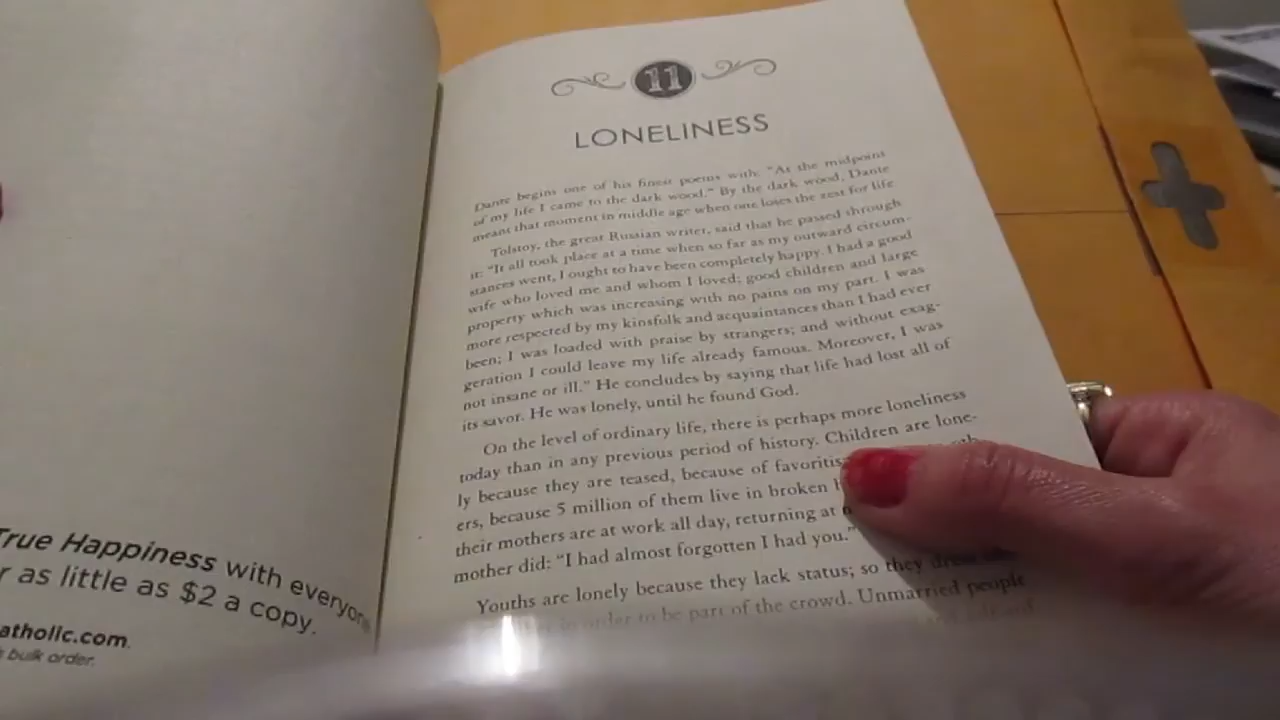 True Happiness with everyone
r as little as $2 a copy.
atholic.com.
bulk order.
11
LONELINESS
Dante begins one of his finest poems with: "At the midpoint
of my life I came to the dark wood." By the dark wood, Dante
meant that moment in middle age when one loses the zest for life
Tolstoy, the great Russian writer, said that he passed through
it: "It all took place at a time when so far as my outward circum-
stances went, I ought to have been completely happy. I had a good
wife who loved me and whom I loved; good children and large
property which was increasing with no pains on my part. I was
more respected by my kinsfolk and acquaintances than I had ever
been; I was loaded with praise by strangers; and without exag-
geration I could leave my life already famous. Moreover, I was
not insane or ill." He concludes by saying that life had lost all of
its savor. He was lonely, until he found God.
On the level of ordinary life, there is perhaps more loneliness
today than in any previous period of history. Children are lone-
ly because they are teased, because of favoritis oth-
ers, because 5 million of them live in broken h
their mothers are at work all day, returning at
mother did: "I had almost forgotten I had you."
Youths are lonely because they lack status; so they
in order to be part of the crowd. Unmarried people